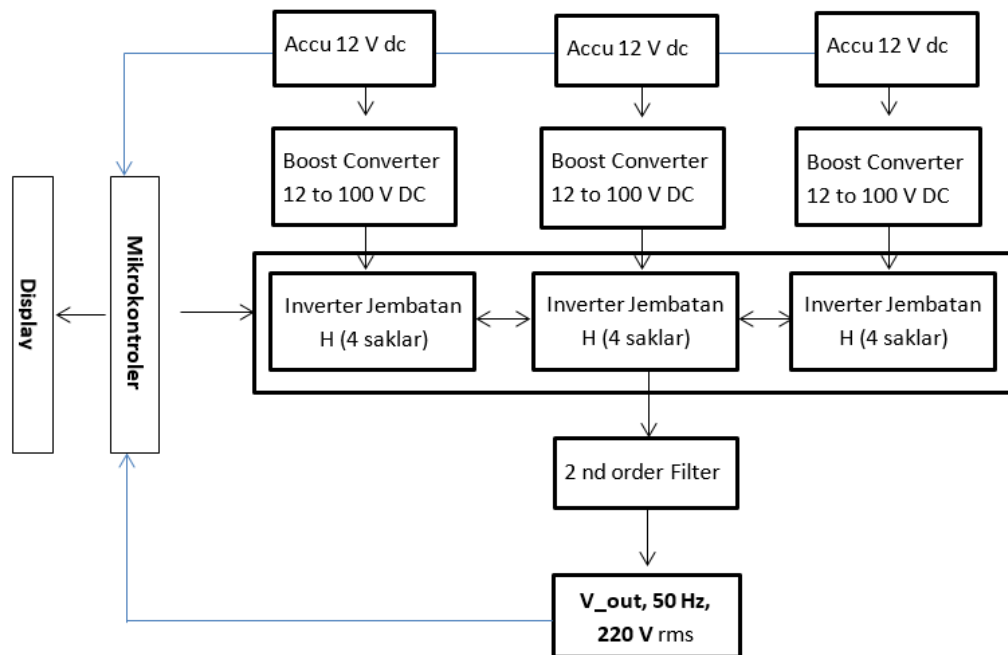 Accu 12 V dc
Accu 12 V dc
Accu 12 V dc
Boost Converter
12 to 100 V DC
Boost Converter
12 to 100 V DC
Boost Converter
12 to 100 V DC
Display
Mikrokontroler
Inverter Jembatan
H (4 saklar)
Inverter Jembatan
H (4 saklar)
Inverter Jembatan
H (4 saklar)
2 nd order Filter
V_out, 50 Hz,
220 V rms